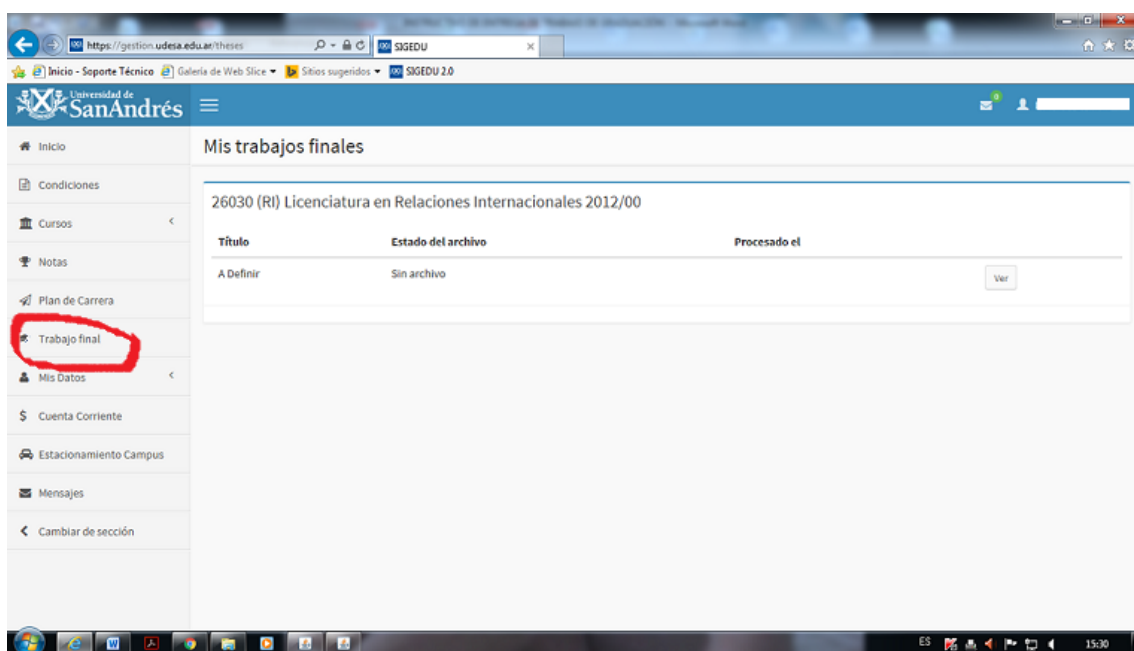 https://gestion.udesa.edu.ar/theses
SIGEDU
Inicio - Soporte Técnico
Galería de Web Slice
Sitios sugeridos
SIGEDU 2.0
Universidad de
SanAndrés
0
Inicio
Condiciones
Cursos
Notas
Plan de Carrera
Trabajo final
Mis Datos
$ Cuenta Corriente
Estacionamiento Campus
Mensajes
Cambiar de sección
Mis trabajos finales
26030 (RI) Licenciatura en Relaciones Internacionales 2012/00
Título Estado del archivo Procesado el
A Definir Sin archivo Ver
ES 15:30